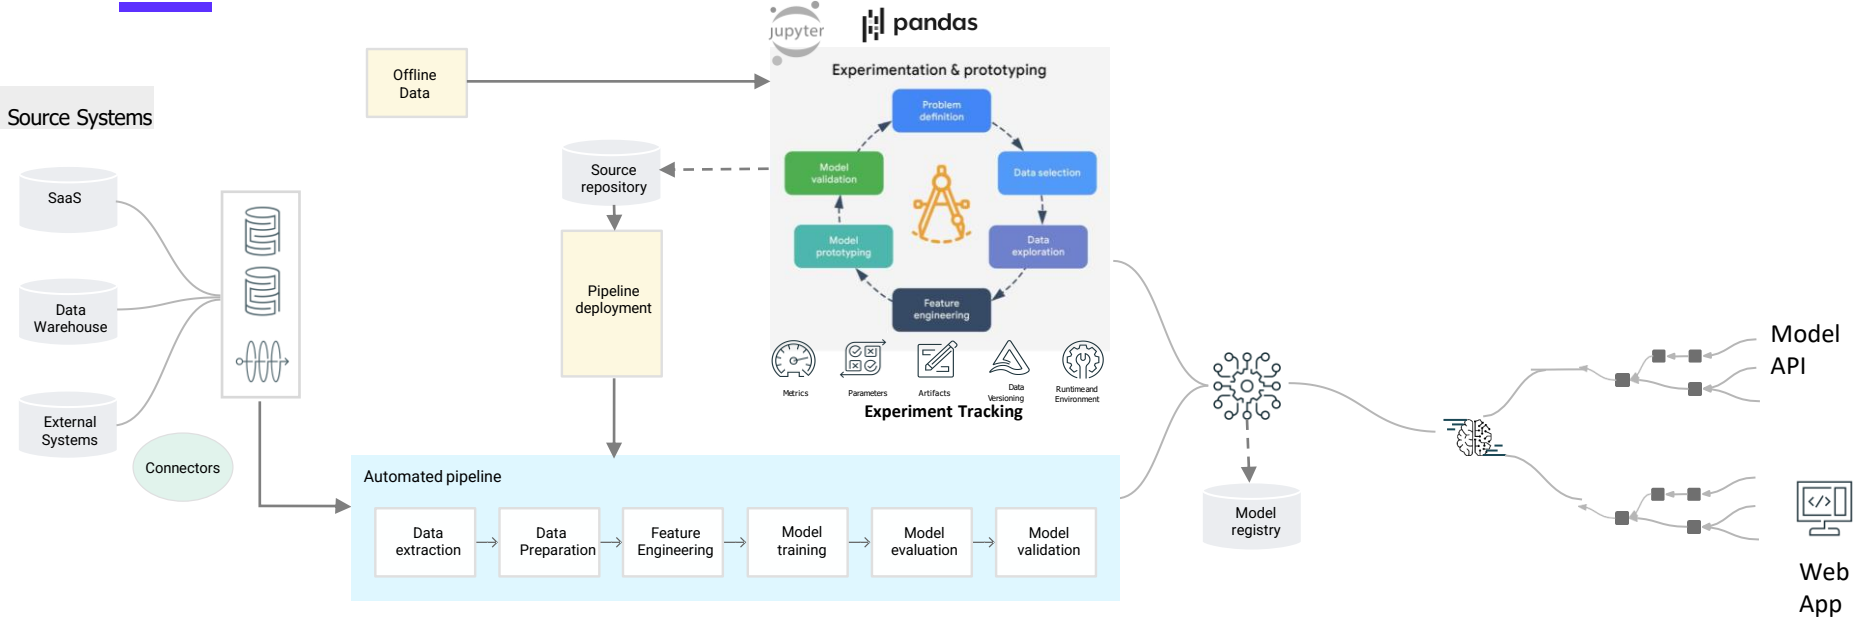 jupyter
pandas
Experimentation & prototyping
Offline
Data
Source Systems
Problem
definition
Model
validation
Data selection
Source
repository
SaaS
Model
prototyping
Data
exploration
Pipeline
deployment
Data
Warehouse
Feature
engineering
Model
API
Metrics
Parameters
Artifacts
Data
Versioning
Runtime and
Environment
Experiment Tracking
External
Systems
Connectors
Automated pipeline
Data
extraction
Data
Preparation
Feature
Engineering
Model
training
Model
evaluation
Model
validation
Model
registry
</>
Web
App